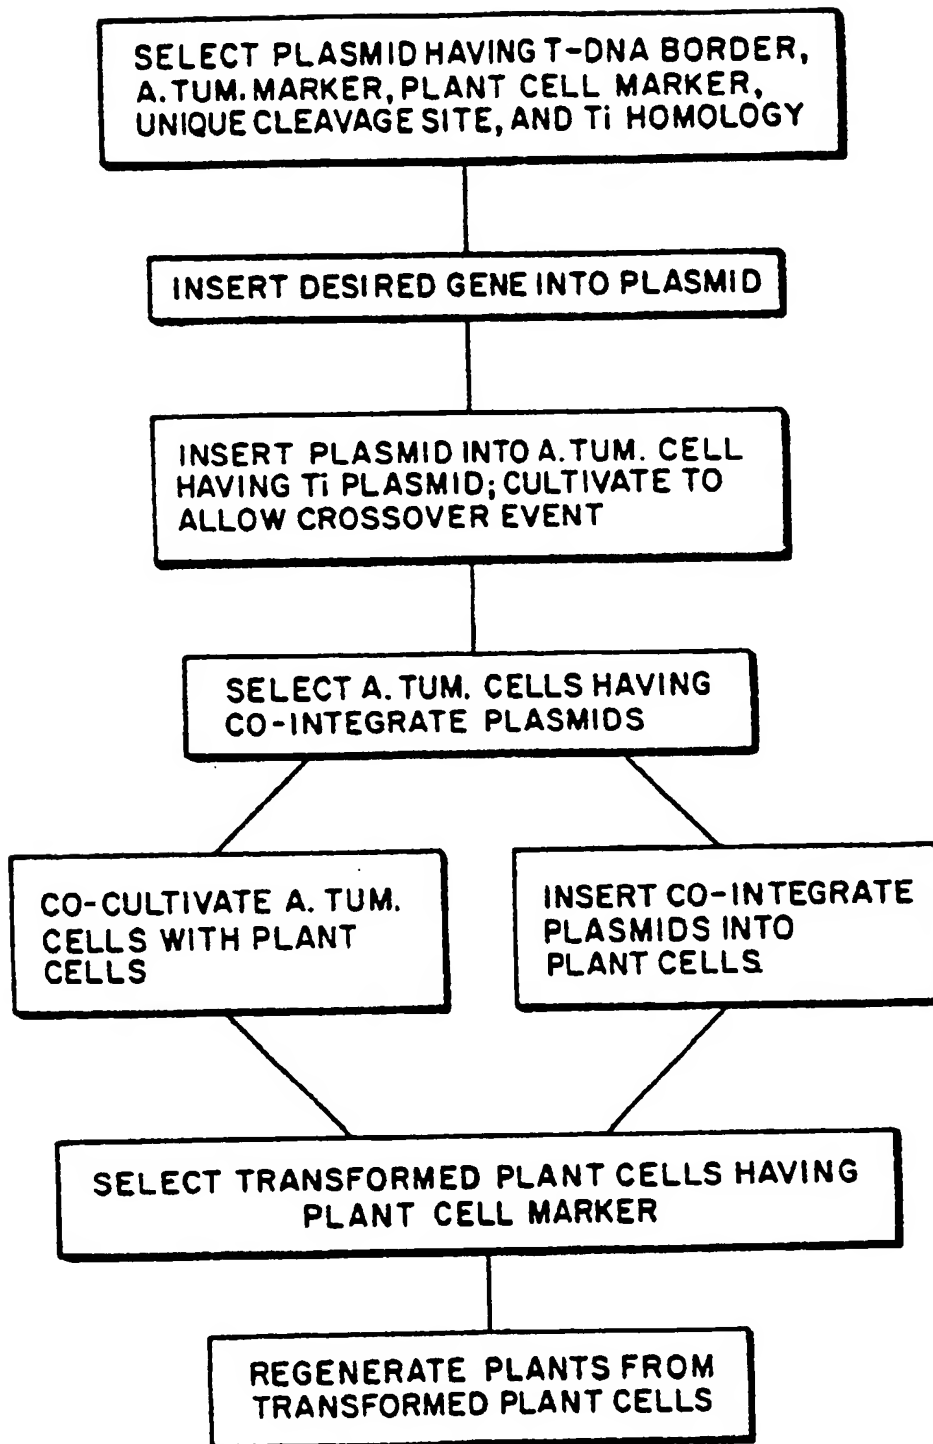 SELECT PLASMID HAVING T-DNA BORDER,
A. TUM. MARKER, PLANT CELL MARKER,
UNIQUE CLEAVAGE SITE, AND Ti HOMOLOGY
INSERT DESIRED GENE INTO PLASMID
INSERT PLASMID INTO A. TUM. CELL
HAVING Ti PLASMID; CULTIVATE TO
ALLOW CROSSOVER EVENT
SELECT A. TUM. CELLS HAVING
CO-INTEGRATE PLASMIDS
CO-CULTIVATE A. TUM.
CELLS WITH PLANT
CELLS
INSERT CO-INTEGRATE
PLASMIDS INTO
PLANT CELLS
SELECT TRANSFORMED PLANT CELLS HAVING
PLANT CELL MARKER
REGENERATE PLANTS FROM
TRANSFORMED PLANT CELLS